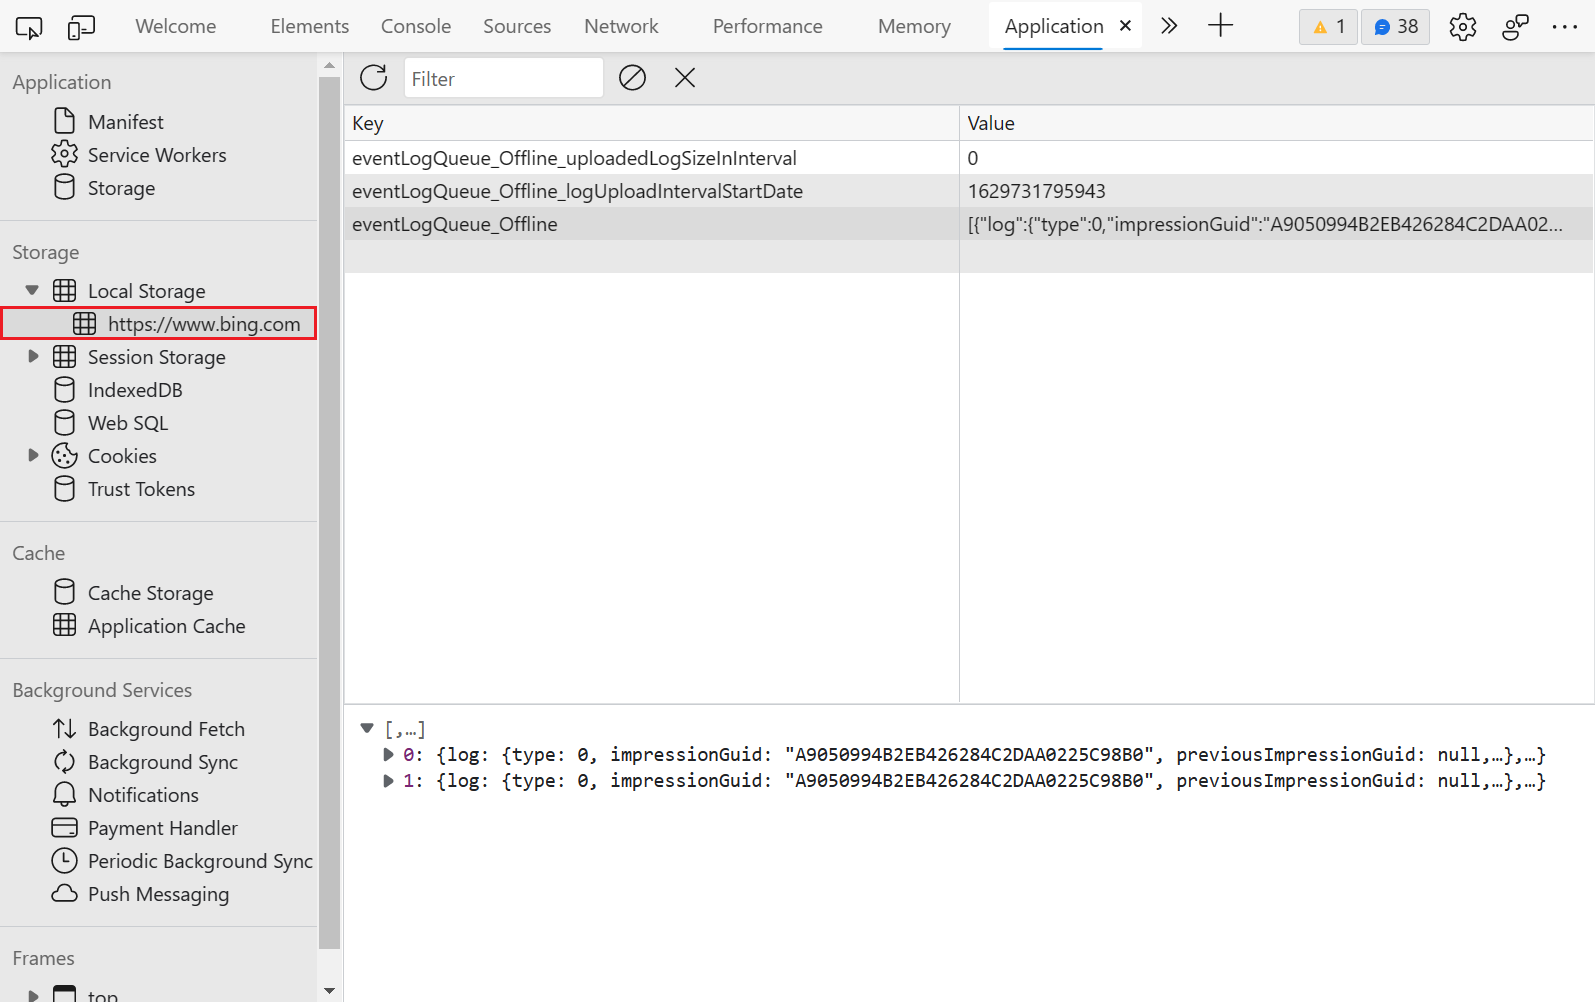 Welcome Elements Console Sources Network Performance Memory Application 1 38
Application
Manifest
Service Workers
Storage
Storage
Local Storage
https://www.bing.com
Session Storage
IndexedDB
Web SQL
Cookies
Trust Tokens
Cache
Cache Storage
Application Cache
Background Services
Background Fetch
Background Sync
Notifications
Payment Handler
Periodic Background Sync
Push Messaging
Frames
top
Filter
Key Value
eventLogQueue_Offline_uploadedLogSizeInInterval 0
eventLogQueue_Offline_logUploadIntervalStartDate 1629731795943
eventLogQueue_Offline [{"log":{"type":0,"impressionGuid":"A9050994B2EB426284C2DAA02...
[,…]
0: {log: {type: 0, impressionGuid: "A9050994B2EB426284C2DAA0225C98B0", previousImpressionGuid: null,…},…}
1: {log: {type: 0, impressionGuid: "A9050994B2EB426284C2DAA0225C98B0", previousImpressionGuid: null,…},…}